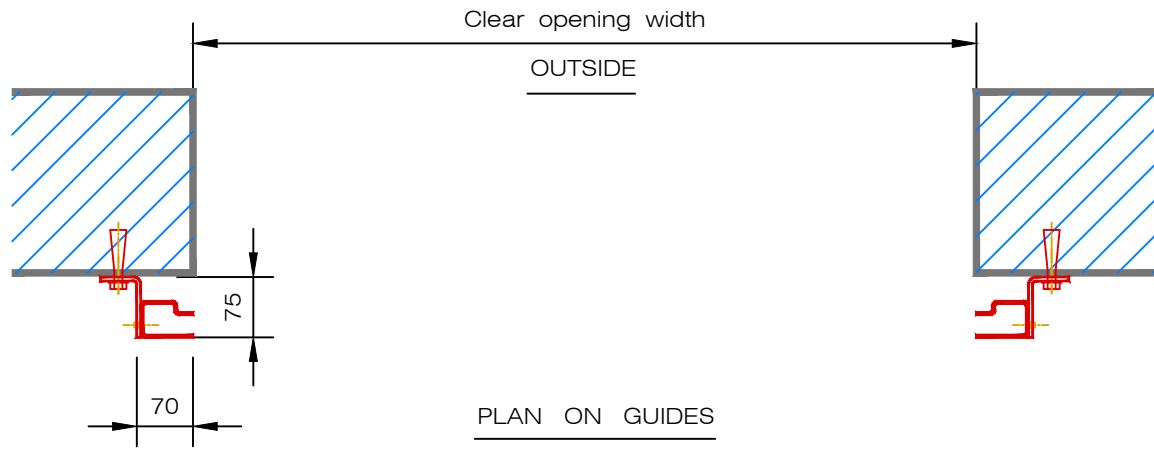 Clear opening width
OUTSIDE
75
70
PLAN ON GUIDES